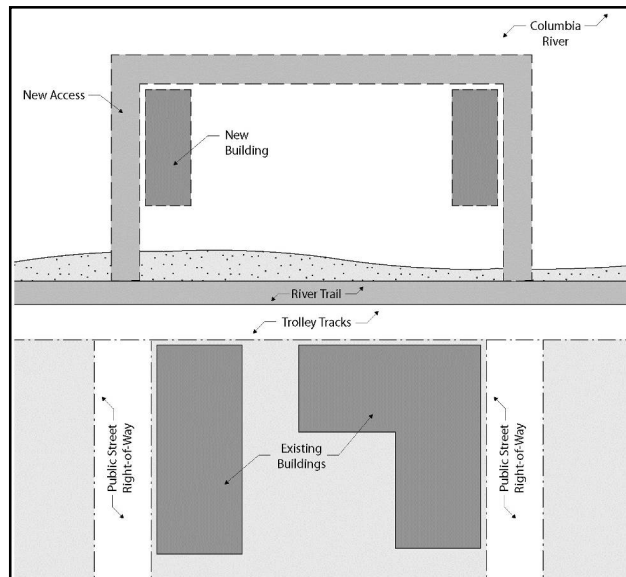 Columbia
River
New Access
New
Building
River Trail
Trolley Tracks
Public Street
Right-of-Way
Existing
Buildings
Public Street
Right-of-Way